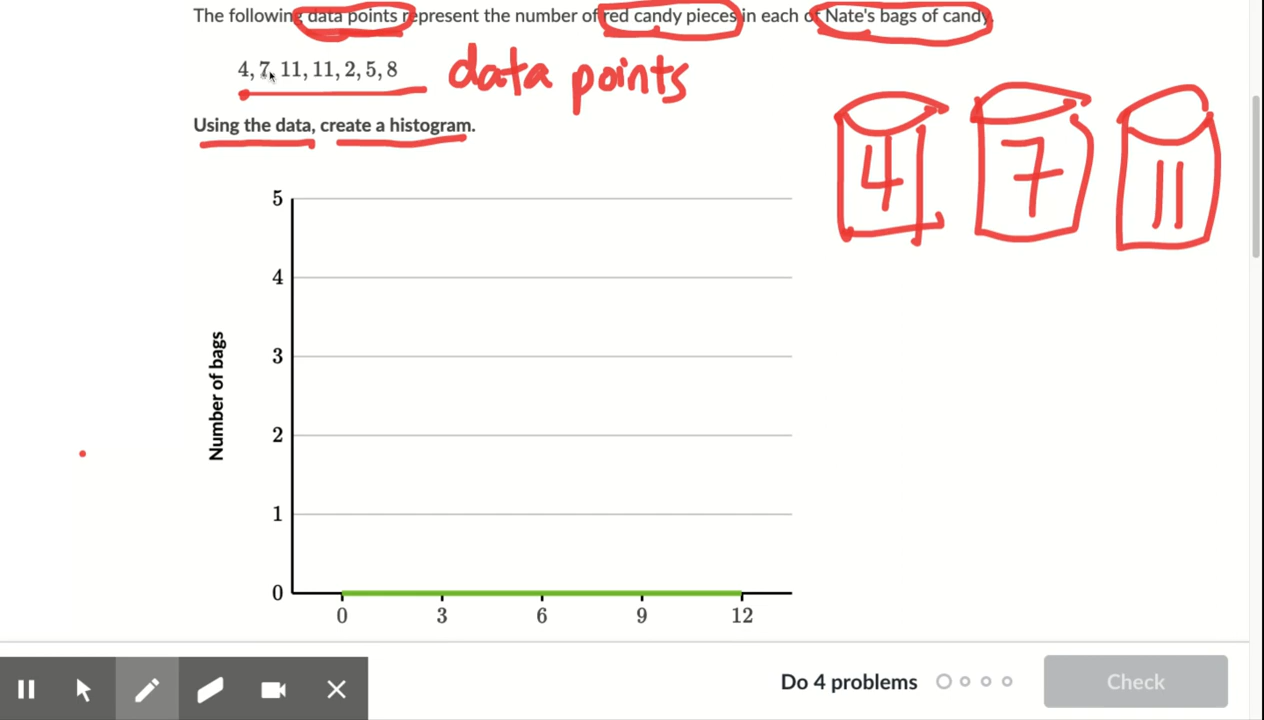 The following data points represent the number of red candy pieces in each of Nate's bags of candy.
4, 7, 11, 11, 2, 5, 8 data points
Using the data, create a histogram.
4 7 11
5
4
3
2
1
0
Number of bags
0 3 6 9 12
Do 4 problems
Check